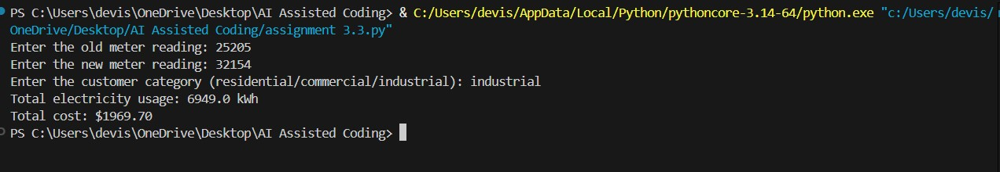 PS C:\Users\devis\OneDrive\Desktop\AI Assisted Coding> & C:/Users/devis/AppData/Local/Python/pythoncore-3.14-64/python.exe "c:/Users/devis/
OneDrive/Desktop/AI Assisted Coding/assignment 3.3.py"
Enter the old meter reading: 25205
Enter the new meter reading: 32154
Enter the customer category (residential/commercial/industrial): industrial
Total electricity usage: 6949.0 kWh
Total cost: $1969.70
PS C:\Users\devis\OneDrive\Desktop\AI Assisted Coding>